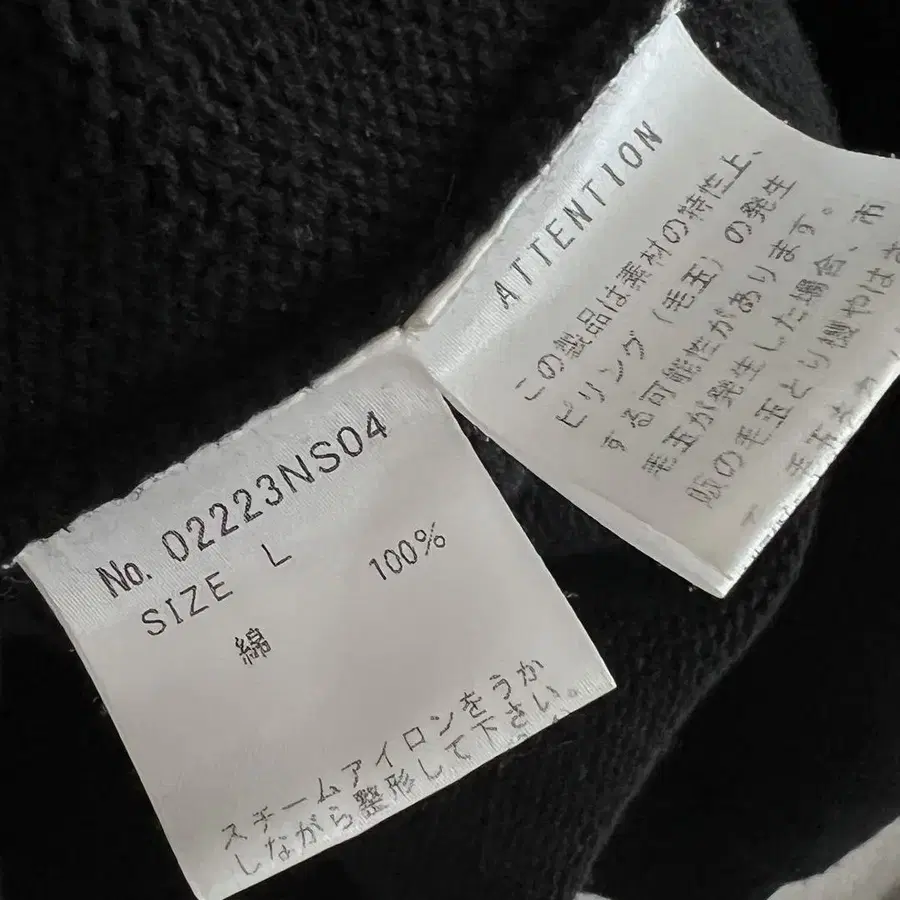 No. 02223NS04
SIZE L
綿 100%
スチームアイロンをうか
しながら整形して下さい。
ATTENTION
この製品は素材の特性上、
ピリング（毛玉）の発生
する可能性があります。
毛玉が発生した場合、市
販の毛玉とり機やはさ